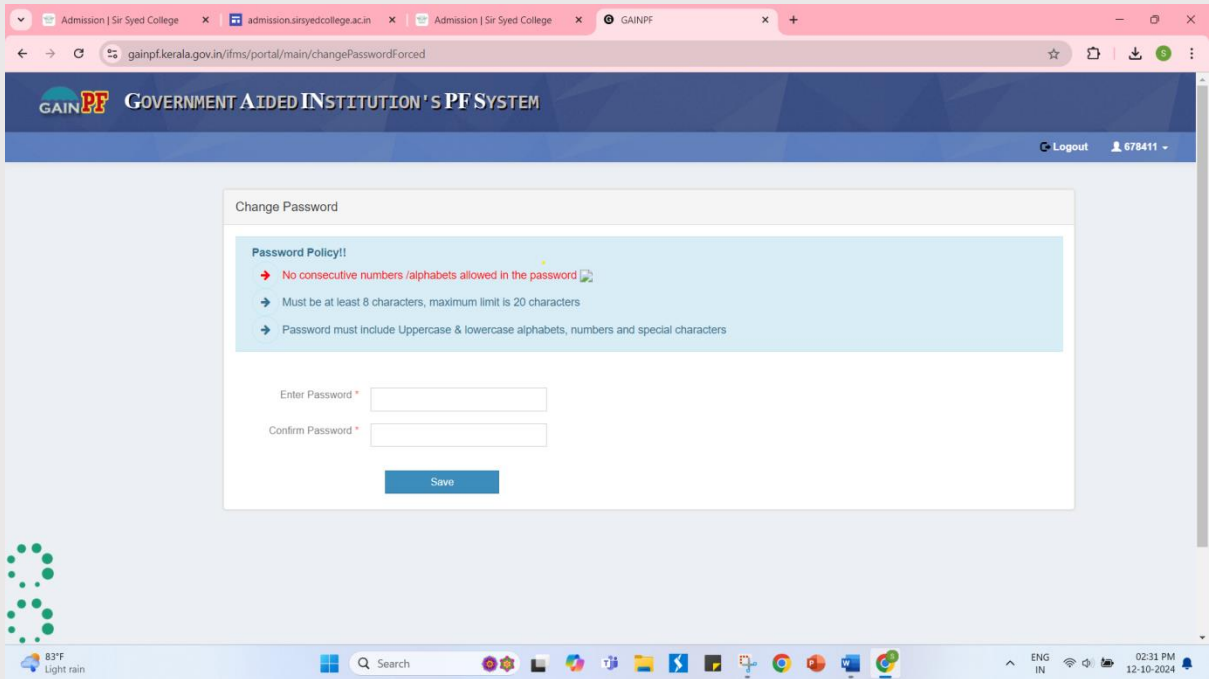 Admission | Sir Syed College
admission.sirsyedcollege.ac.in
Admission | Sir Syed College
GAINPF
gainpf.kerala.gov.in/ifms/portal/main/changePasswordForced
S
GAINPF GOVERNMENT AIDED INSTITUTION'S PF SYSTEM
Logout 678411
Change Password
Password Policy!!
No consecutive numbers /alphabets allowed in the password
Must be at least 8 characters, maximum limit is 20 characters
Password must include Uppercase & lowercase alphabets, numbers and special characters
Enter Password *
Confirm Password *
Save
83°F
Light rain
Search
ENG
IN
02:31 PM
12-10-2024